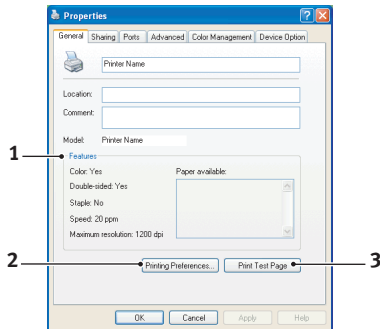 Properties
General Sharing Ports Advanced Color Management Device Option
Printer Name
Location:
Comment:
Model: Printer Name
1
Features
Color: Yes Paper available:
Double-sided: Yes
Staple: No
Speed: 20 ppm
Maximum resolution: 1200 dpi
2 Printing Preferences... Print Test Page 3
OK Cancel Apply Help